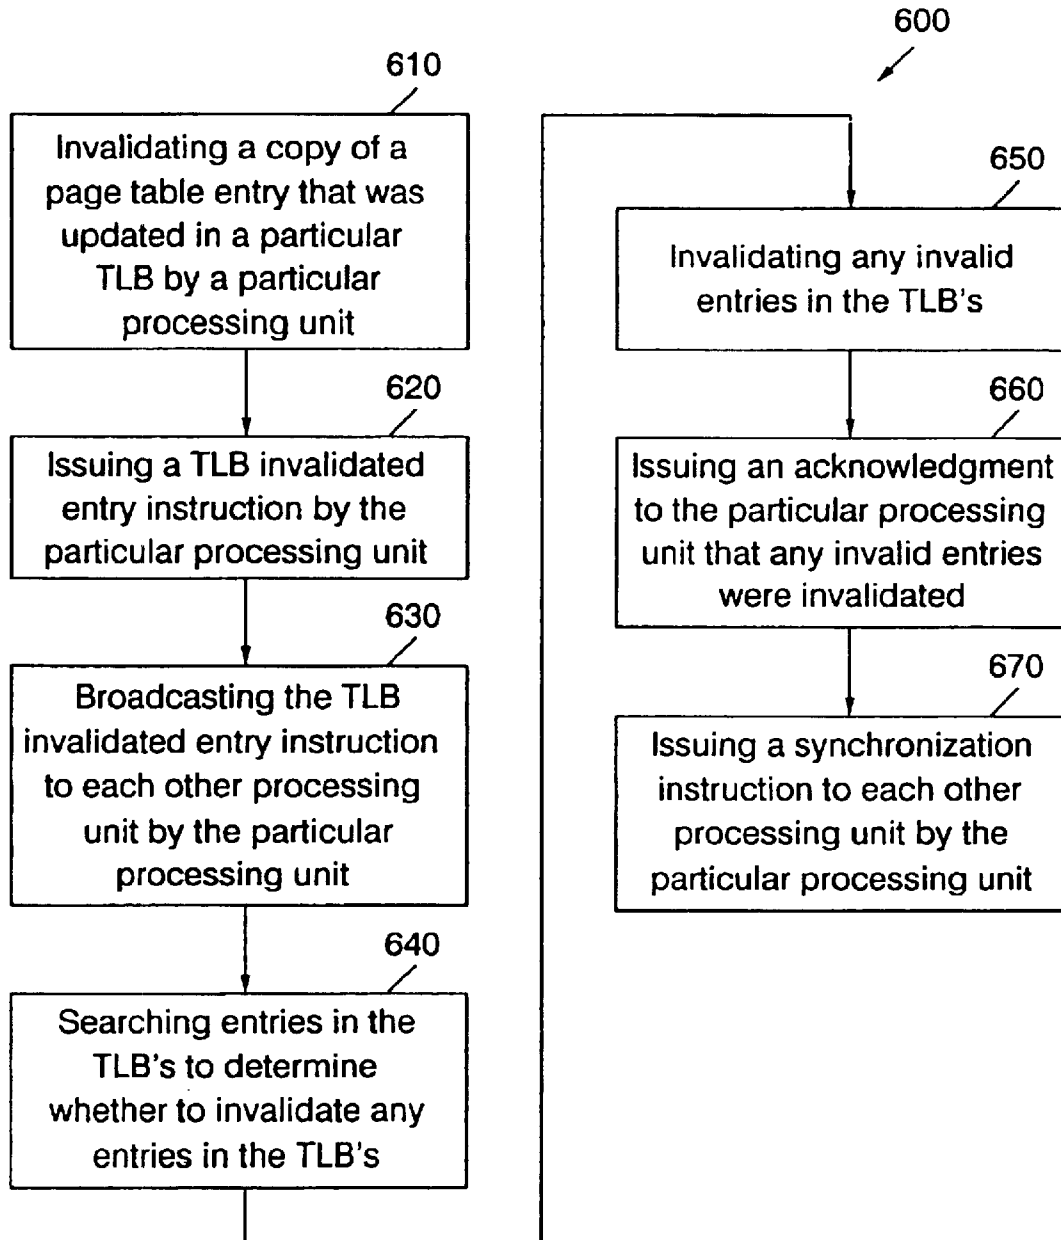 600
610
Invalidating a copy of a
page table entry that was
updated in a particular
TLB by a particular
processing unit
620
Issuing a TLB invalidated
entry instruction by the
particular processing unit
630
Broadcasting the TLB
invalidated entry instruction
to each other processing
unit by the particular
processing unit
640
Searching entries in the
TLB's to determine
whether to invalidate any
entries in the TLB's
650
Invalidating any invalid
entries in the TLB's
660
Issuing an acknowledgment
to the particular processing
unit that any invalid entries
were invalidated
670
Issuing a synchronization
instruction to each other
processing unit by the
particular processing unit